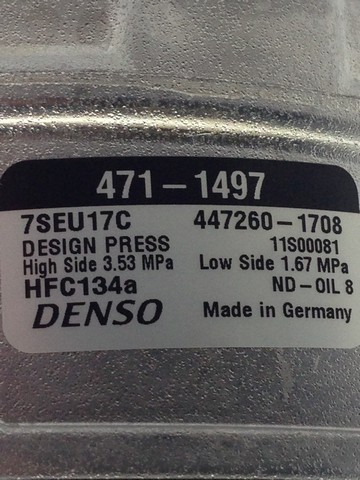 471-1497
7SEU17C 447260-1708
DESIGN PRESS 11S00081
High Side 3.53 MPa Low Side 1.67 MPa
HFC134a ND-OIL 8
DENSO Made in Germany